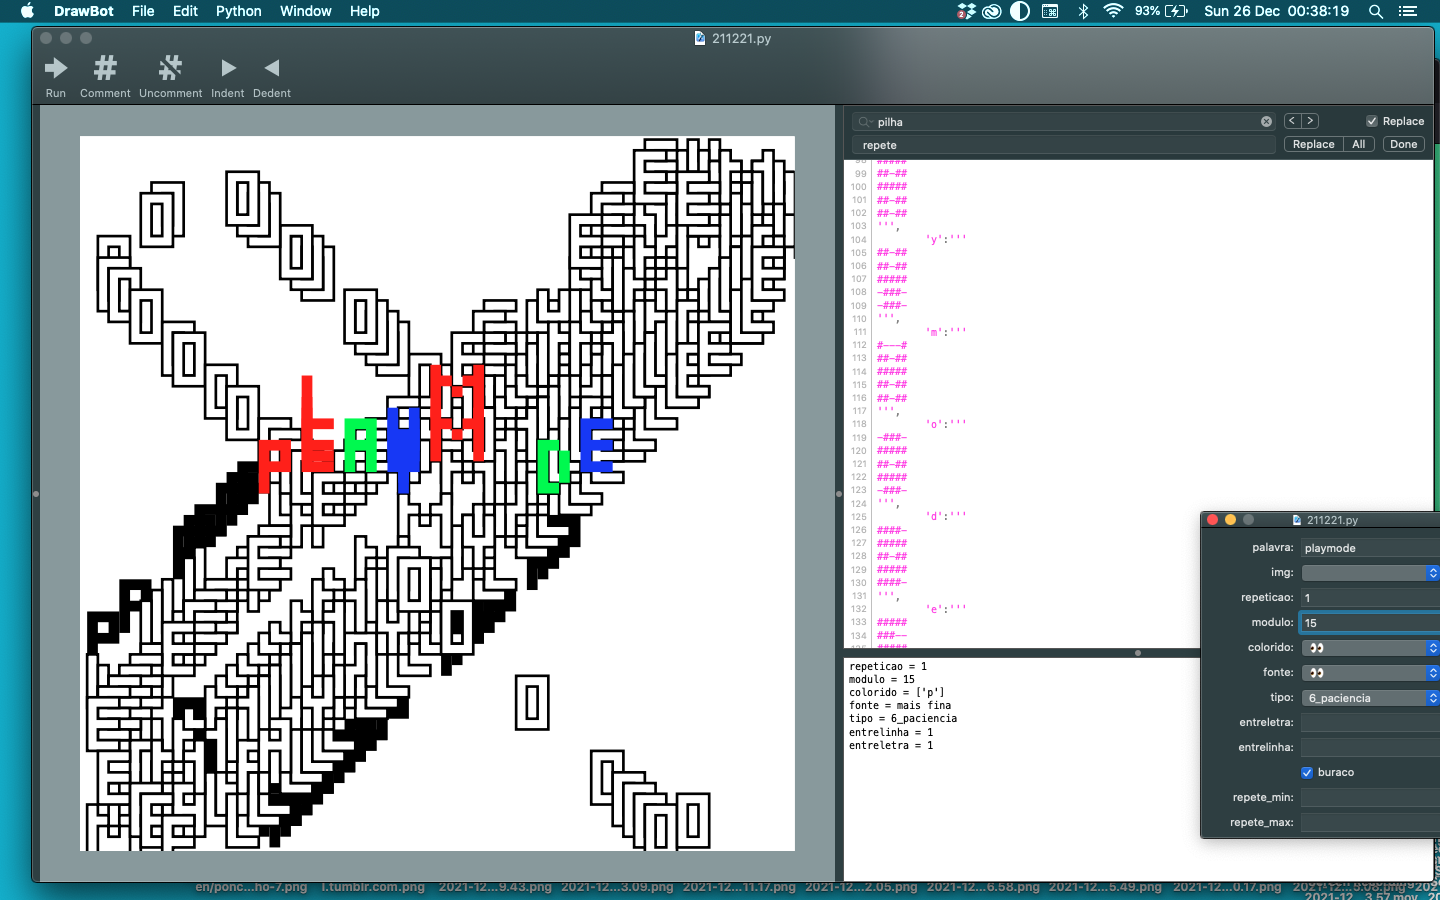 DrawBot File Edit Python Window Help
2 93% Sun 26 Dec 00:38:19
211221.py
Run Comment Uncomment Indent Dedent
pilha < > Replace
repete Replace All Done
PLAYMODE
99 ##-##
100 #####
101 ##-##
102 ##-##
103 ''',
104 'y':'''
105 ##-##
106 ##-##
107 #####
108 -###-
109 -###-
110 ''',
111 'm':'''
112 #---#
113 ##-##
114 #####
115 ##-##
116 ##-##
117 ''',
118 'o':'''
119 -###-
120 #####
121 ##-##
122 #####
123 -###-
124 ''',
125 'd':'''
126 ####-
127 #####
128 ##-##
129 #####
130 ####-
131 ''',
132 'e':'''
133 #####
134 ###--
repeticao = 1
modulo = 15
colorido = ['p']
fonte = mais fina
tipo = 6_paciencia
entrelinha = 1
entreletra = 1
211221.py
palavra: playmode
img:
repeticao: 1
modulo: 15
colorido: 👀
fonte: 👀
tipo: 6_paciencia
entreletra:
entrelinha:
buraco
repete_min:
repete_max:
en/ponc...ho-7.png l.tumblr.com.png 2021-12...9.43.png 2021-12...3.09.png 2021-12...11.17.png 2021-12...2.05.png 2021-12...6.58.png 2021-12...5.49.png 2021-12...0.17.png